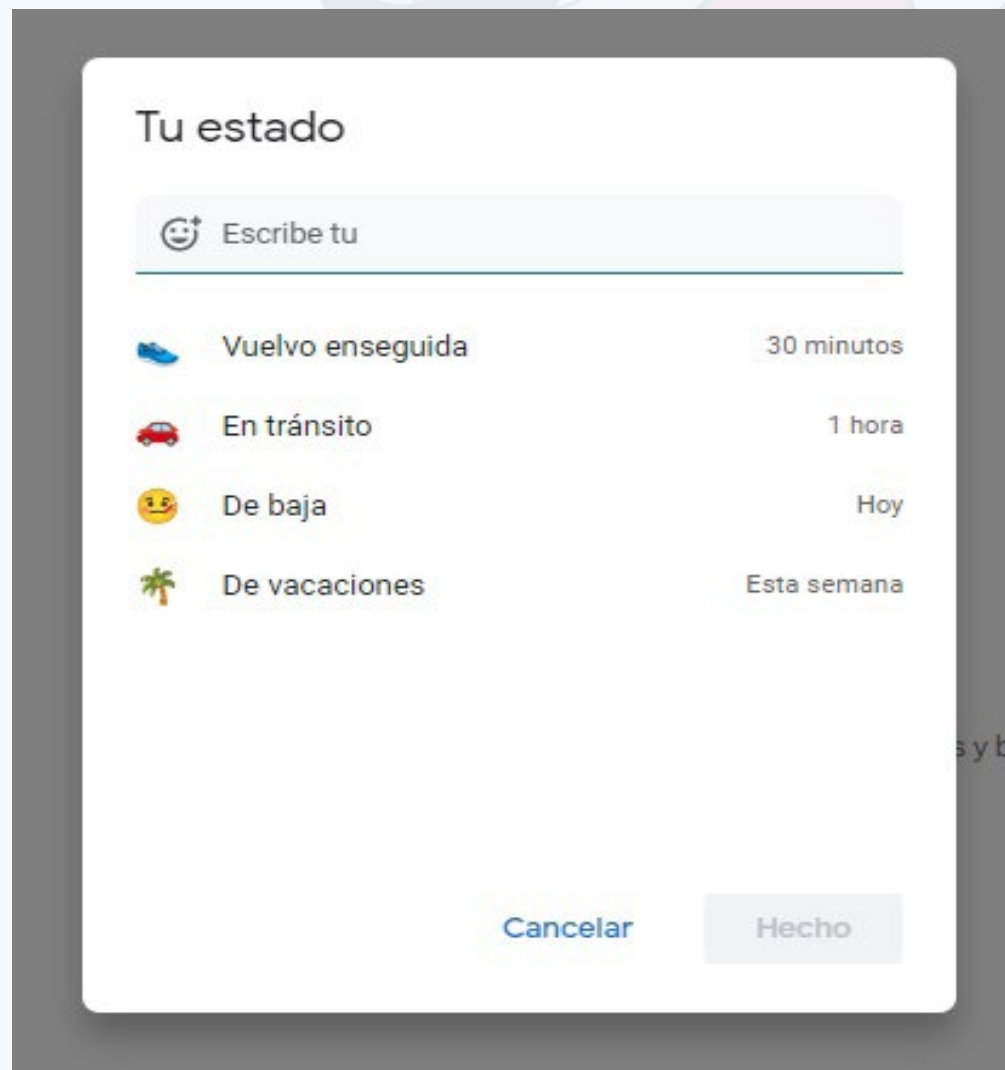 Tu estado
Escribe tu
Vuelvo enseguida 30 minutos
En tránsito 1 hora
De baja Hoy
De vacaciones Esta semana
s y b
Cancelar Hecho